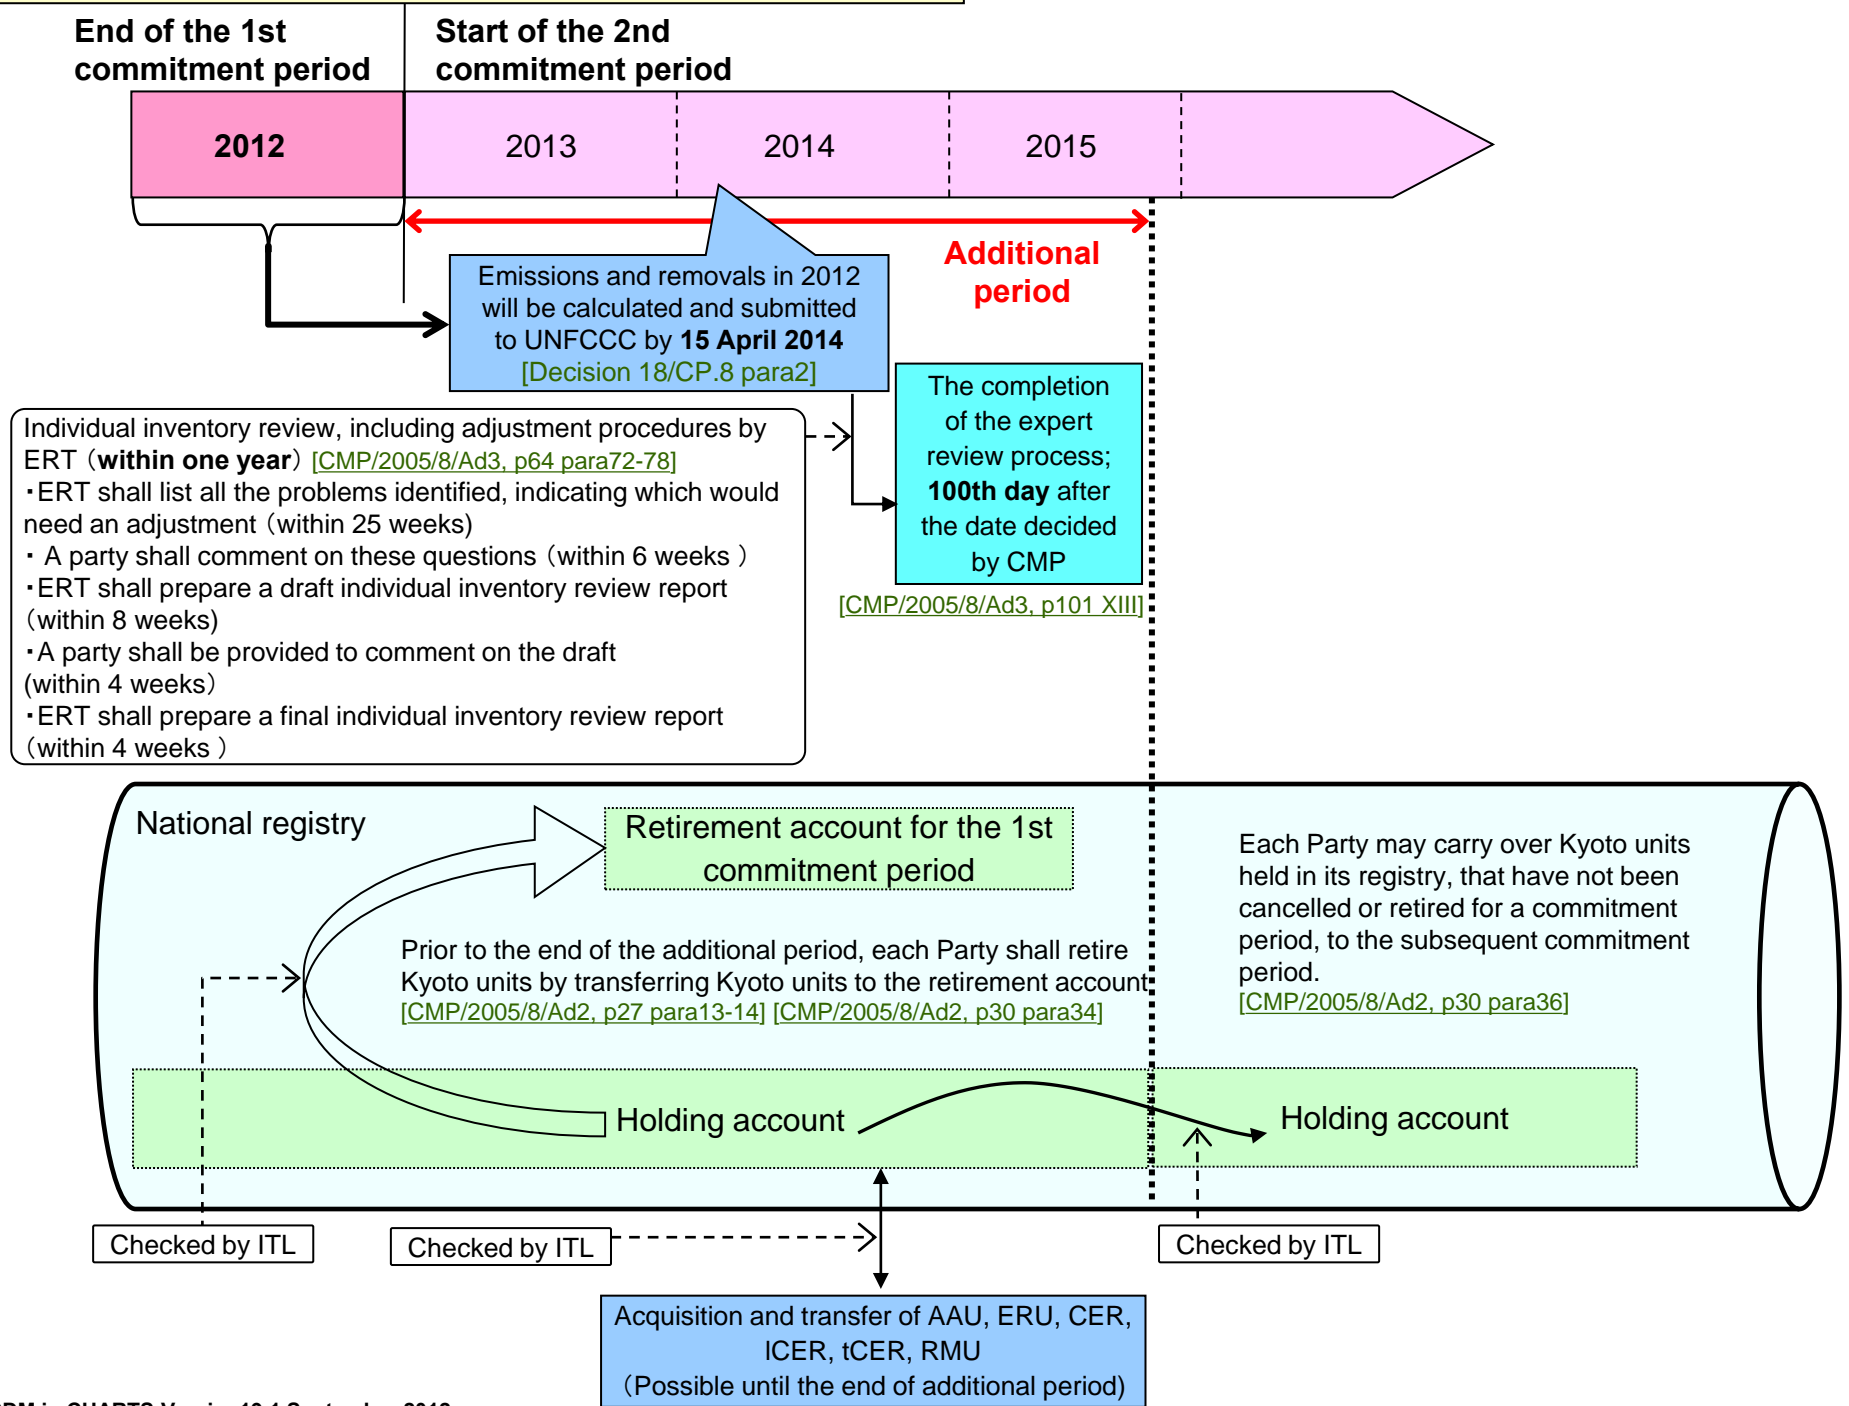 End of the 1st
commitment period
Start of the 2nd
commitment period
2012
2013
2014
2015
Additional
period
Emissions and removals in 2012
will be calculated and submitted
to UNFCCC by 15 April 2014
[Decision 18/CP.8 para2]
The completion
of the expert
review process;
100th day after
the date decided
by CMP
[CMP/2005/8/Ad3, p101 XIII]
Individual inventory review, including adjustment procedures by
ERT（within one year）[CMP/2005/8/Ad3, p64 para72-78]
・ERT shall list all the problems identified, indicating which would
need an adjustment（within 25 weeks)
・ A party shall comment on these questions（within 6 weeks ）
・ERT shall prepare a draft individual inventory review report
（within 8 weeks)
・A party shall be provided to comment on the draft
(within 4 weeks）
・ERT shall prepare a final individual inventory review report
（within 4 weeks ）
National registry
Retirement account for the 1st
commitment period
Prior to the end of the additional period, each Party shall retire
Kyoto units by transferring Kyoto units to the retirement account
[CMP/2005/8/Ad2, p27 para13-14] [CMP/2005/8/Ad2, p30 para34]
Each Party may carry over Kyoto units
held in its registry, that have not been
cancelled or retired for a commitment
period, to the subsequent commitment
period.
[CMP/2005/8/Ad2, p30 para36]
Holding account
Holding account
Checked by ITL
Checked by ITL
Checked by ITL
Acquisition and transfer of AAU, ERU, CER,
lCER, tCER, RMU
（Possible until the end of additional period)